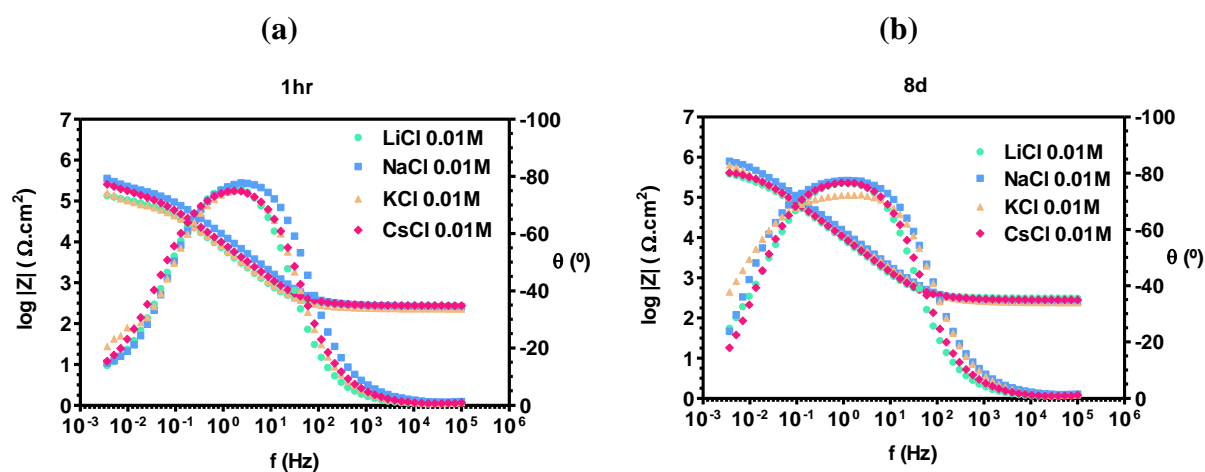 (a)
(b)
1hr
8d
7
6
5
4
3
2
1
0
log |Z| ( Ω.cm²)
-100
-80
-60
-40
-20
0
θ (º)
LiCl 0.01M
NaCl 0.01M
KCl 0.01M
CsCl 0.01M
10⁻³ 10⁻² 10⁻¹ 10⁰ 10¹ 10² 10³ 10⁴ 10⁵ 10⁶
f (Hz)
7
6
5
4
3
2
1
0
log |Z| ( Ω.cm²)
-100
-80
-60
-40
-20
0
θ (º)
LiCl 0.01M
NaCl 0.01M
KCl 0.01M
CsCl 0.01M
10⁻³ 10⁻² 10⁻¹ 10⁰ 10¹ 10² 10³ 10⁴ 10⁵ 10⁶
f (Hz)